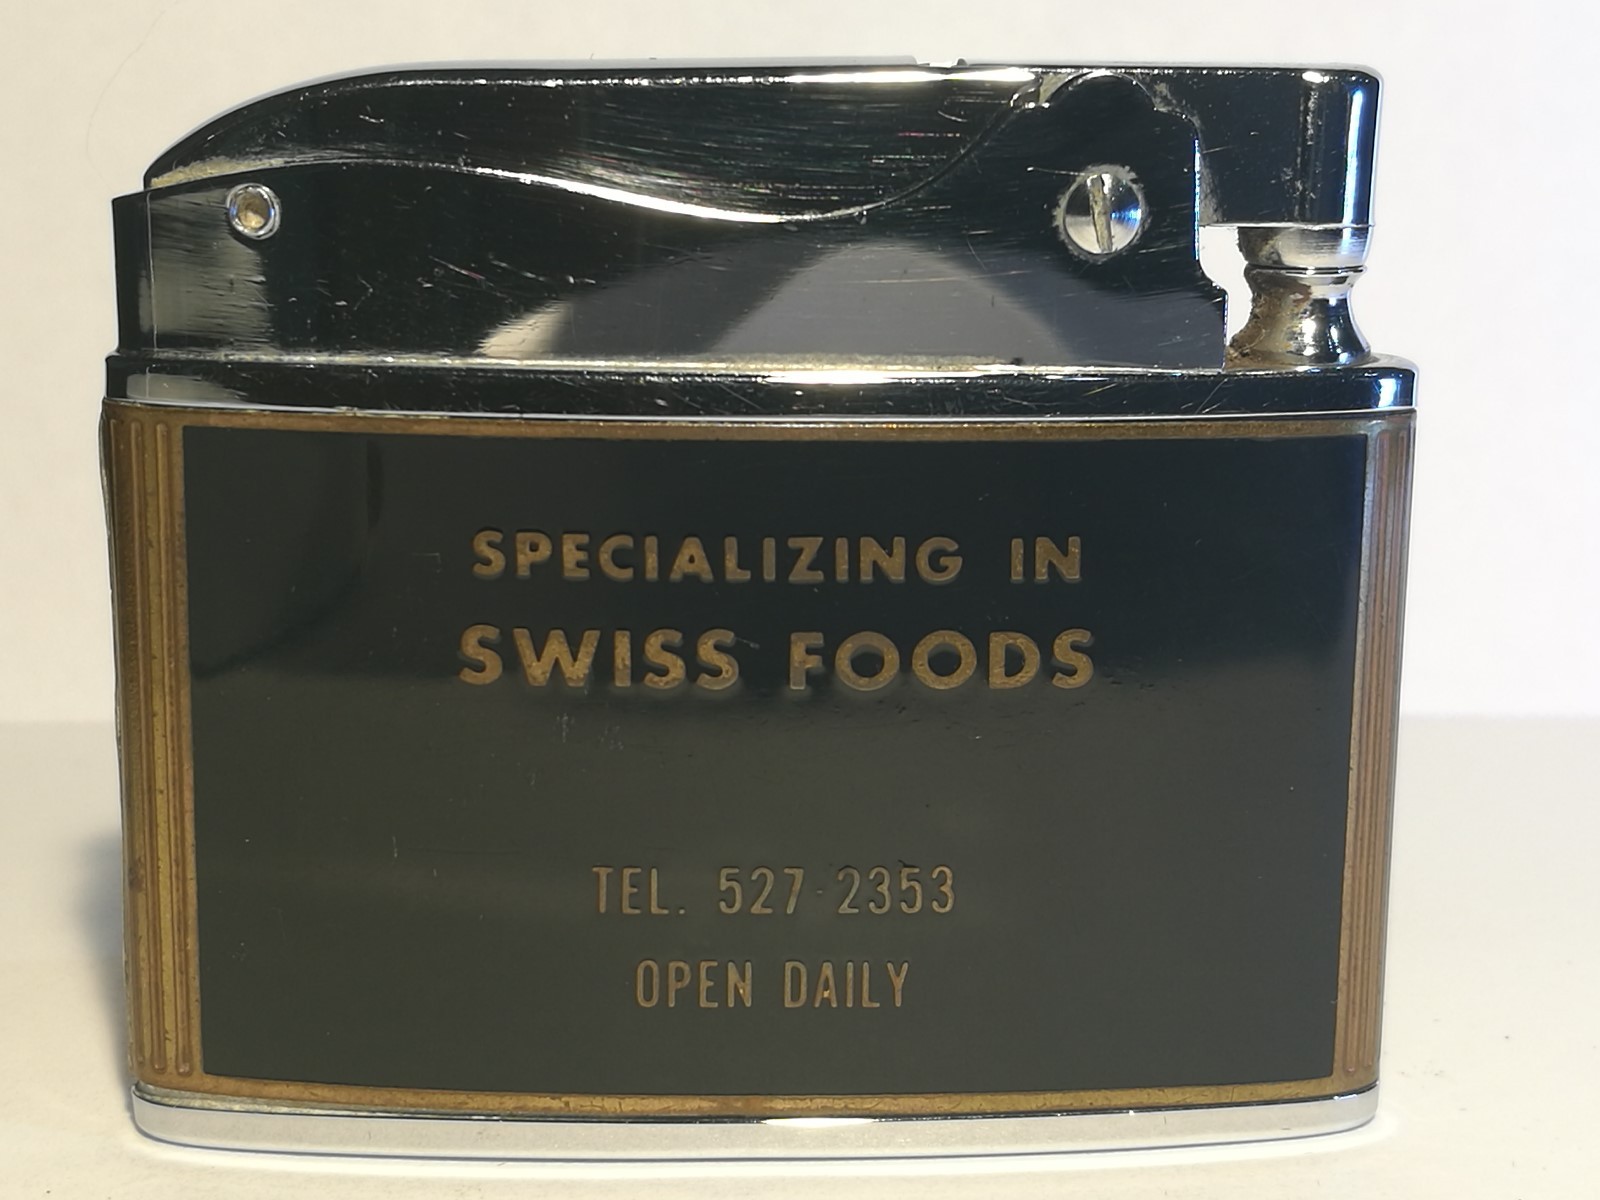 SPECIALIZING IN
SWISS FOODS
TEL. 527-2353
OPEN DAILY